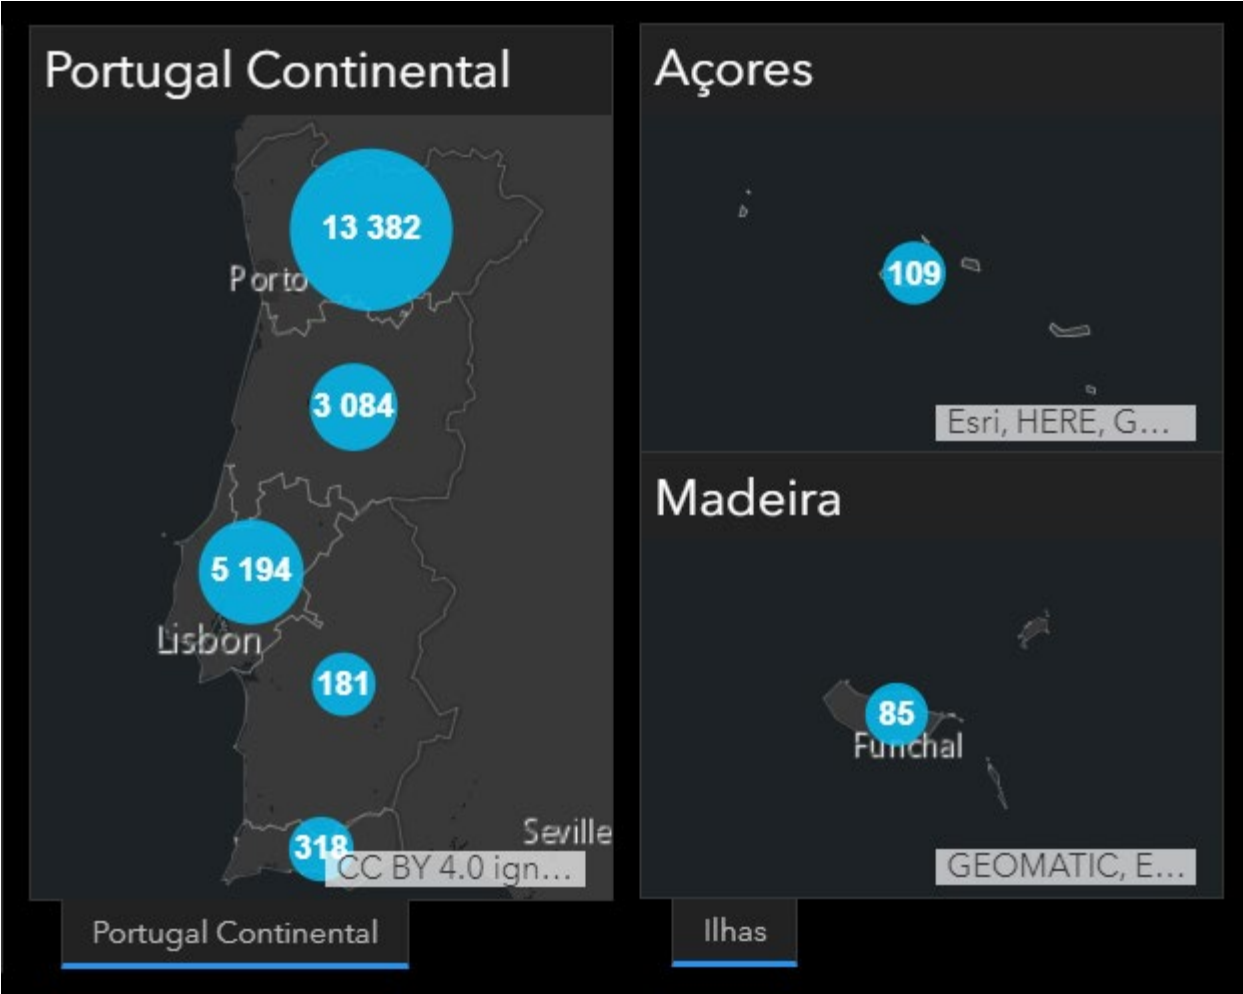 Portugal Continental
13 382
Porto
3 084
5 194
Lisbon
181
Seville
318
CC BY 4.0 ign...
Portugal Continental
Açores
109
Esri, HERE, G...
Madeira
85
Funchal
GEOMATIC, E...
Ilhas